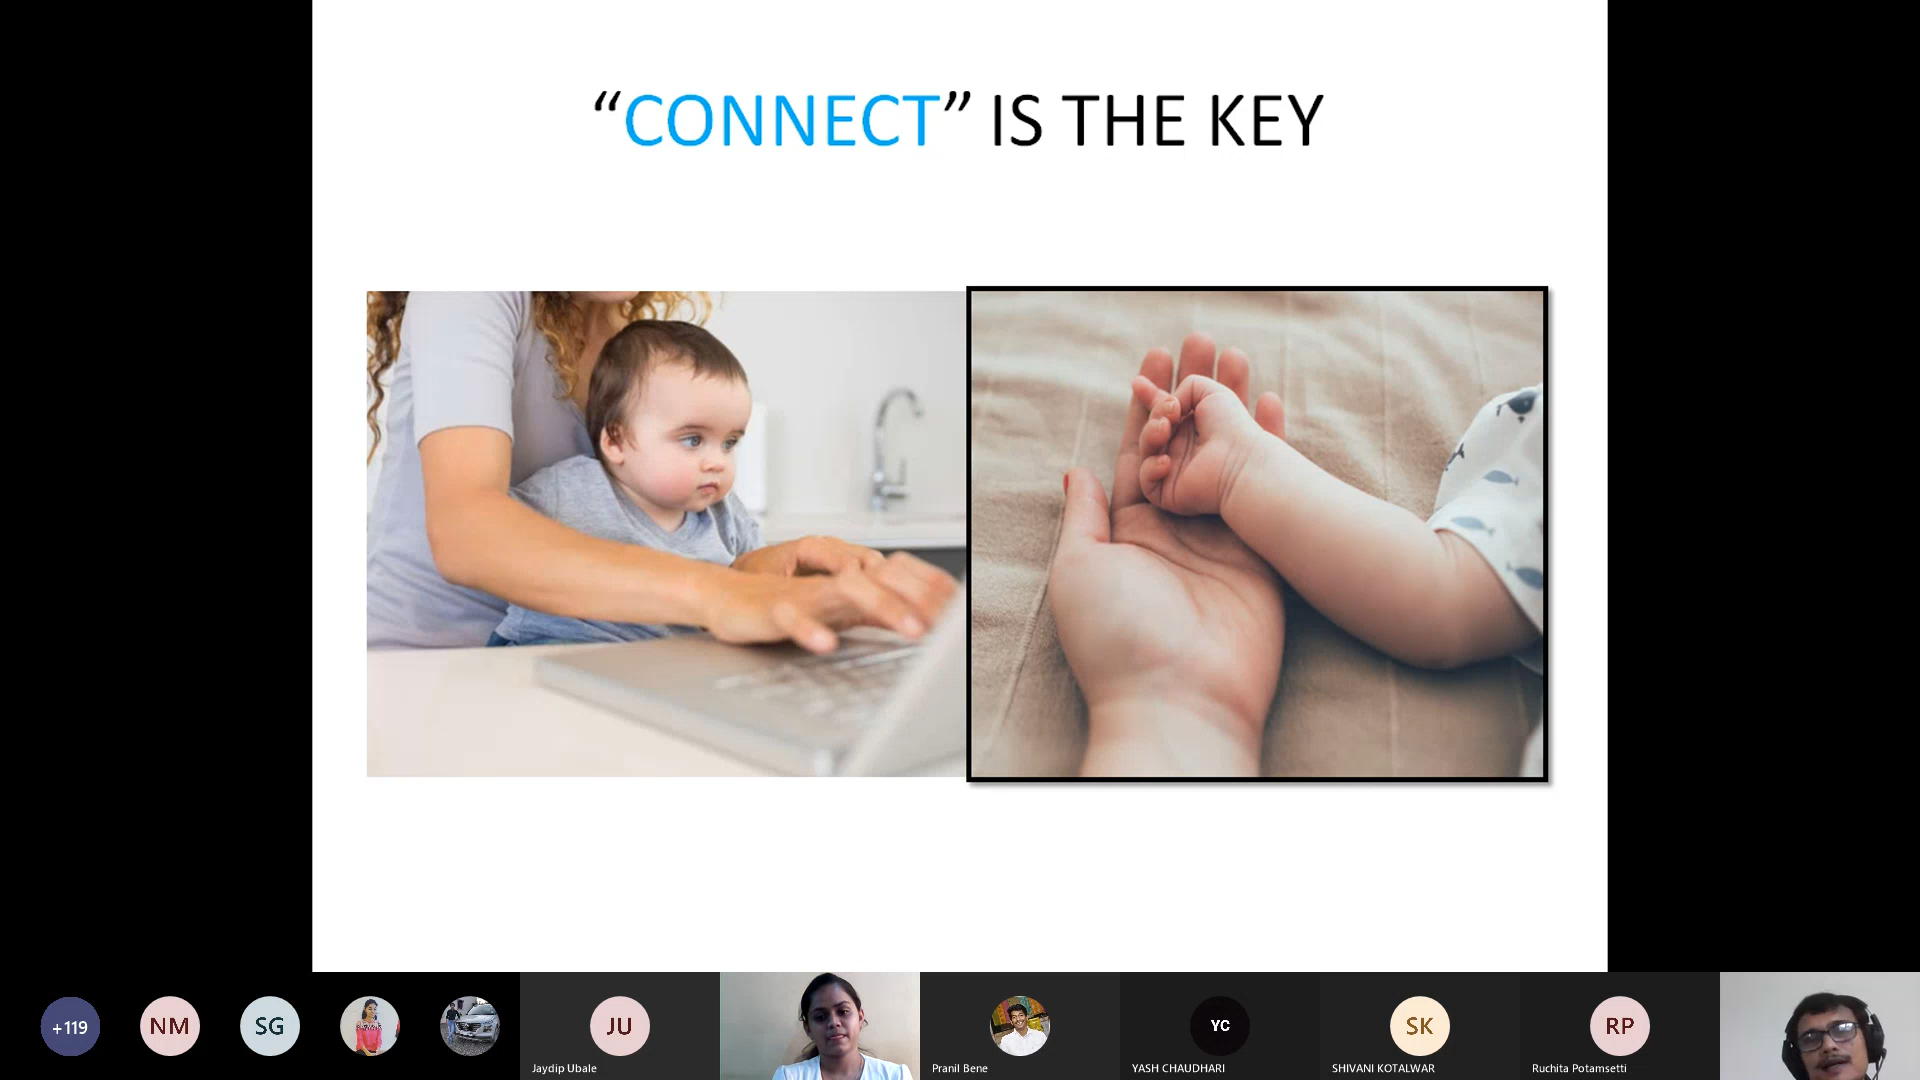 “CONNECT” IS THE KEY
+119
NM
SG
JU
YC
SK
RP
Jaydip Ubale
Pranil Bene
YASH CHAUDHARI
SHIVANI KOTALWAR
Ruchita Potamsetti